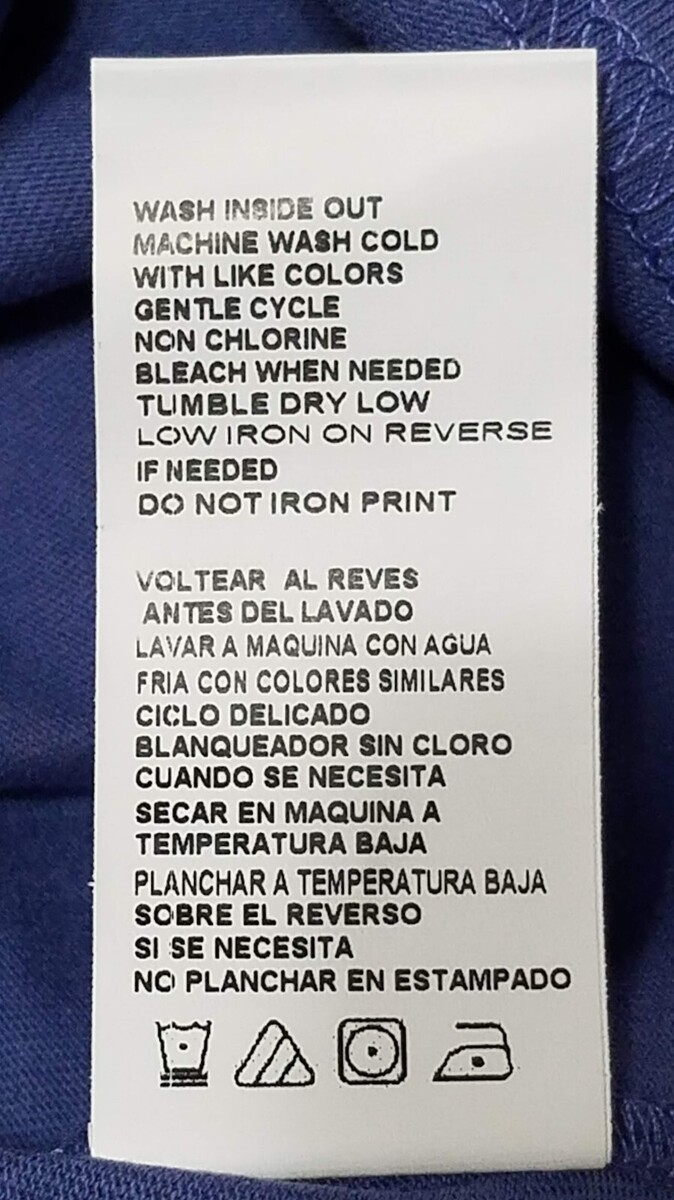 WASH INSIDE OUT
MACHINE WASH COLD
WITH LIKE COLORS
GENTLE CYCLE
NON CHLORINE
BLEACH WHEN NEEDED
TUMBLE DRY LOW
LOW IRON ON REVERSE
IF NEEDED
DO NOT IRON PRINT
VOLTEAR AL REVES
ANTES DEL LAVADO
LAVAR A MAQUINA CON AGUA
FRIA CON COLORES SIMILARES
CICLO DELICADO
BLANQUEADOR SIN CLORO
CUANDO SE NECESITA
SECAR EN MAQUINA A
TEMPERATURA BAJA
PLANCHAR A TEMPERATURA BAJA
SOBRE EL REVERSO
SI SE NECESITA
NO PLANCHAR EN ESTAMPADO